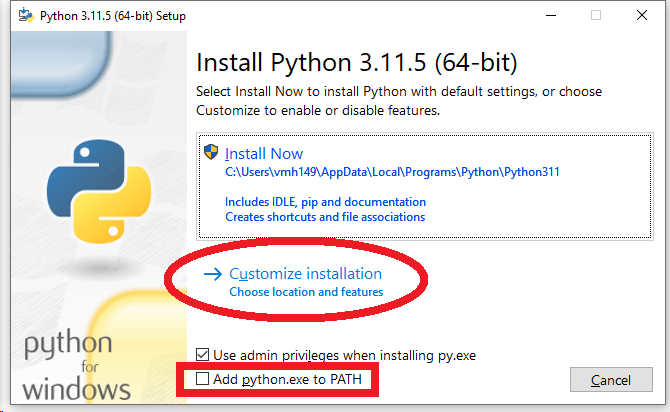 Python 3.11.5 (64-bit) Setup
Install Python 3.11.5 (64-bit)
Select Install Now to install Python with default settings, or choose
Customize to enable or disable features.
Install Now
C:\Users\vmh149\AppData\Local\Programs\Python\Python311
Includes IDLE, pip and documentation
Creates shortcuts and file associations
Customize installation
Choose location and features
Use admin privileges when installing py.exe
Add python.exe to PATH
Cancel
python
for
windows